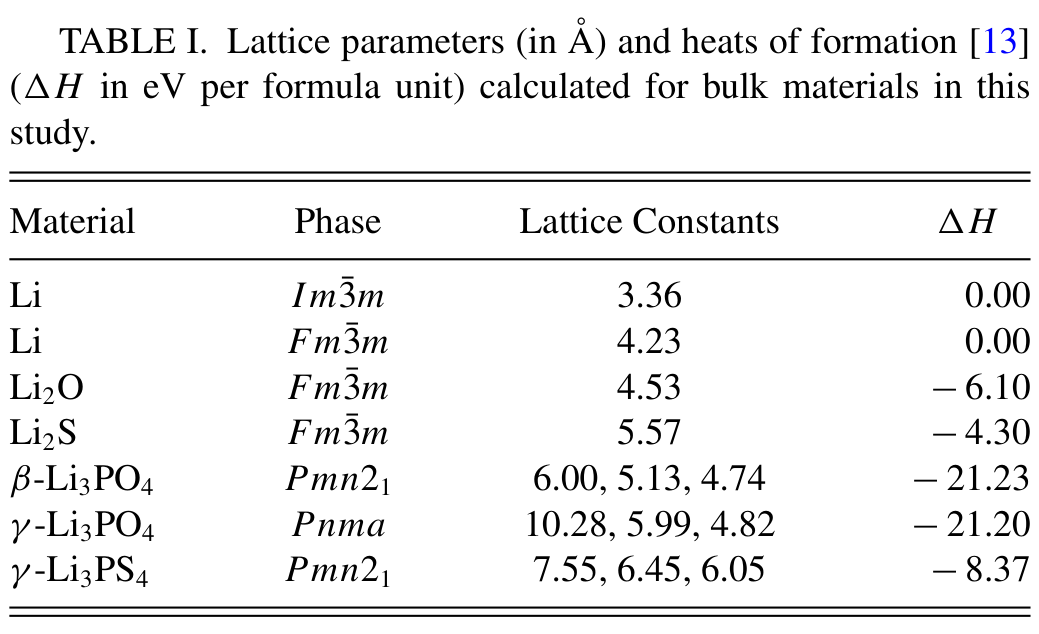 TABLE I. Lattice parameters (in Å) and heats of formation [13]
(ΔH in eV per formula unit) calculated for bulk materials in this
study.
Material Phase Lattice Constants ΔH
Li Im3̄m 3.36 0.00
Li Fm3̄m 4.23 0.00
Li₂O Fm3̄m 4.53 −6.10
Li₂S Fm3̄m 5.57 −4.30
β-Li₃PO₄ Pmn2₁ 6.00, 5.13, 4.74 −21.23
γ-Li₃PO₄ Pnma 10.28, 5.99, 4.82 −21.20
γ-Li₃PS₄ Pmn2₁ 7.55, 6.45, 6.05 −8.37